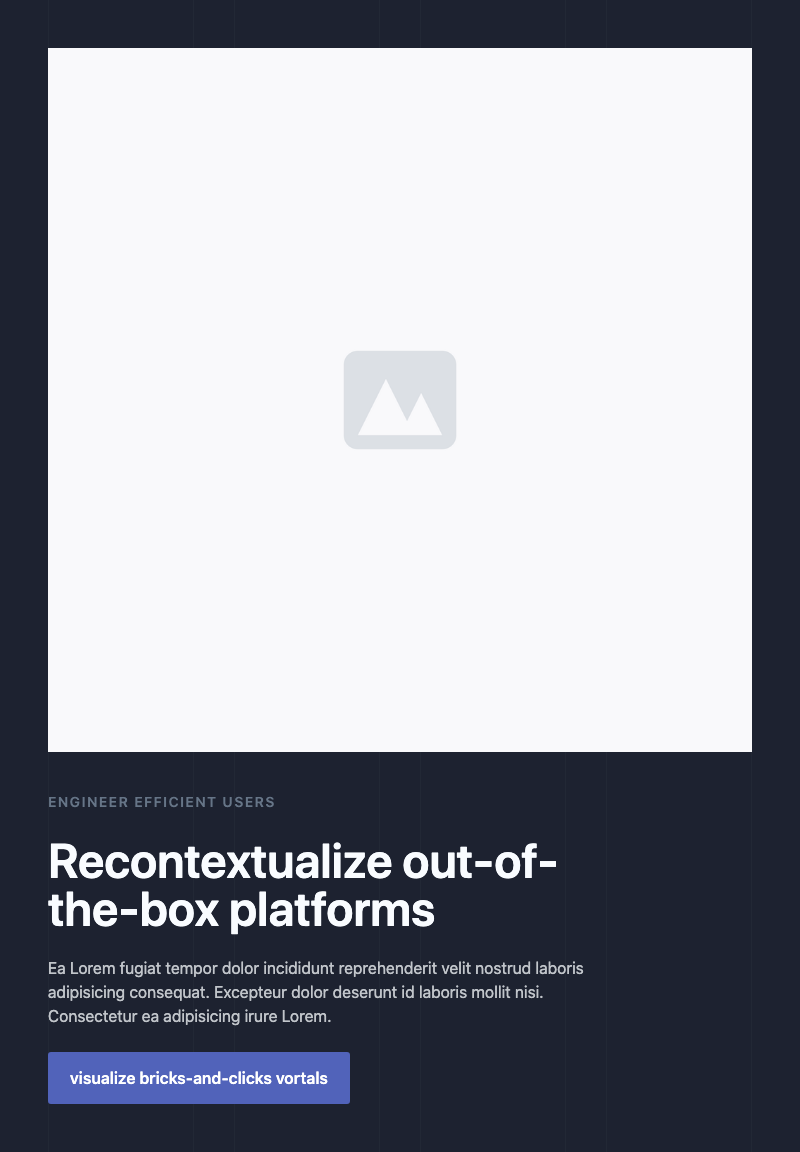 ENGINEER EFFICIENT USERS
Recontextualize out-of-
the-box platforms
Ea Lorem fugiat tempor dolor incididunt reprehenderit velit nostrud laboris
adipisicing consequat. Excepteur dolor deserunt id laboris mollit nisi.
Consectetur ea adipisicing irure Lorem.
visualize bricks-and-clicks vortals